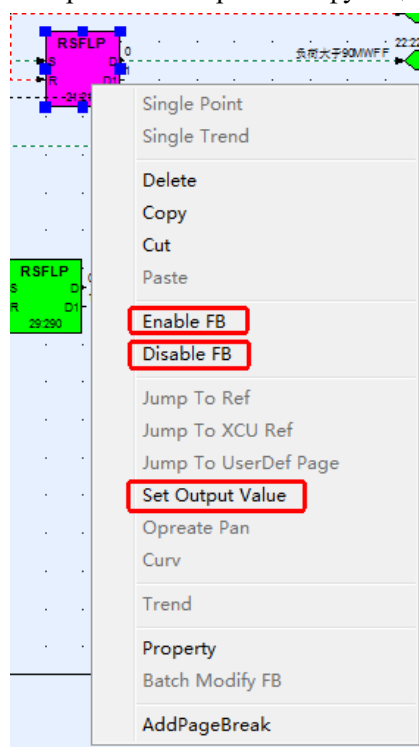 RSFLP
0
负荷大于90MWFF
S
D
R
D1
Single Point
Single Trend
Delete
Copy
Cut
Paste
RSFLP
S
D
R
D1
29:290
Enable FB
Disable FB
Jump To Ref
Jump To XCU Ref
Jump To UserDef Page
Set Output Value
Opreate Pan
Curv
Trend
Property
Batch Modify FB
AddPageBreak